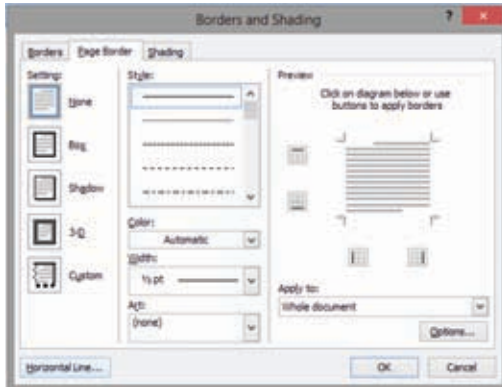 Borders and Shading
?
Borders
Page Border
Shading
Setting:
None
Box
Shadow
3-D
Custom
Style:
Color:
Automatic
Width:
½ pt
Art:
(none)
Preview
Click on diagram below or use
buttons to apply borders
Apply to:
Whole document
Options...
Horizontal Line...
OK
Cancel